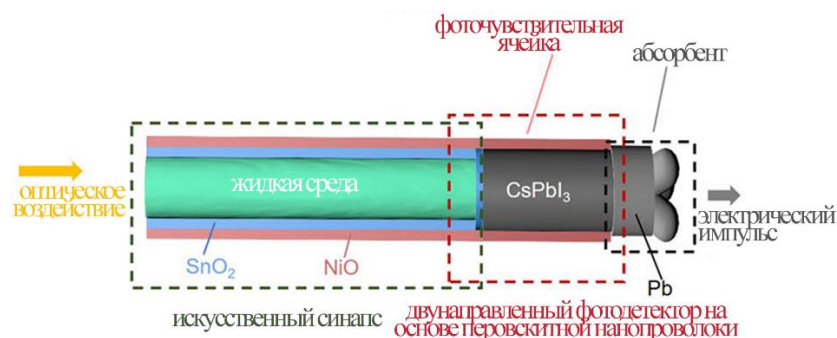 фоточувствительная
ячейка
абсорбент
оптическое
воздействие
жидкая среда
CsPbI3
электрический
импульс
SnO2
NiO
Pb
искусственный синапс
двунаправленный фотодетектор на
основе перовскитной нанопроволоки